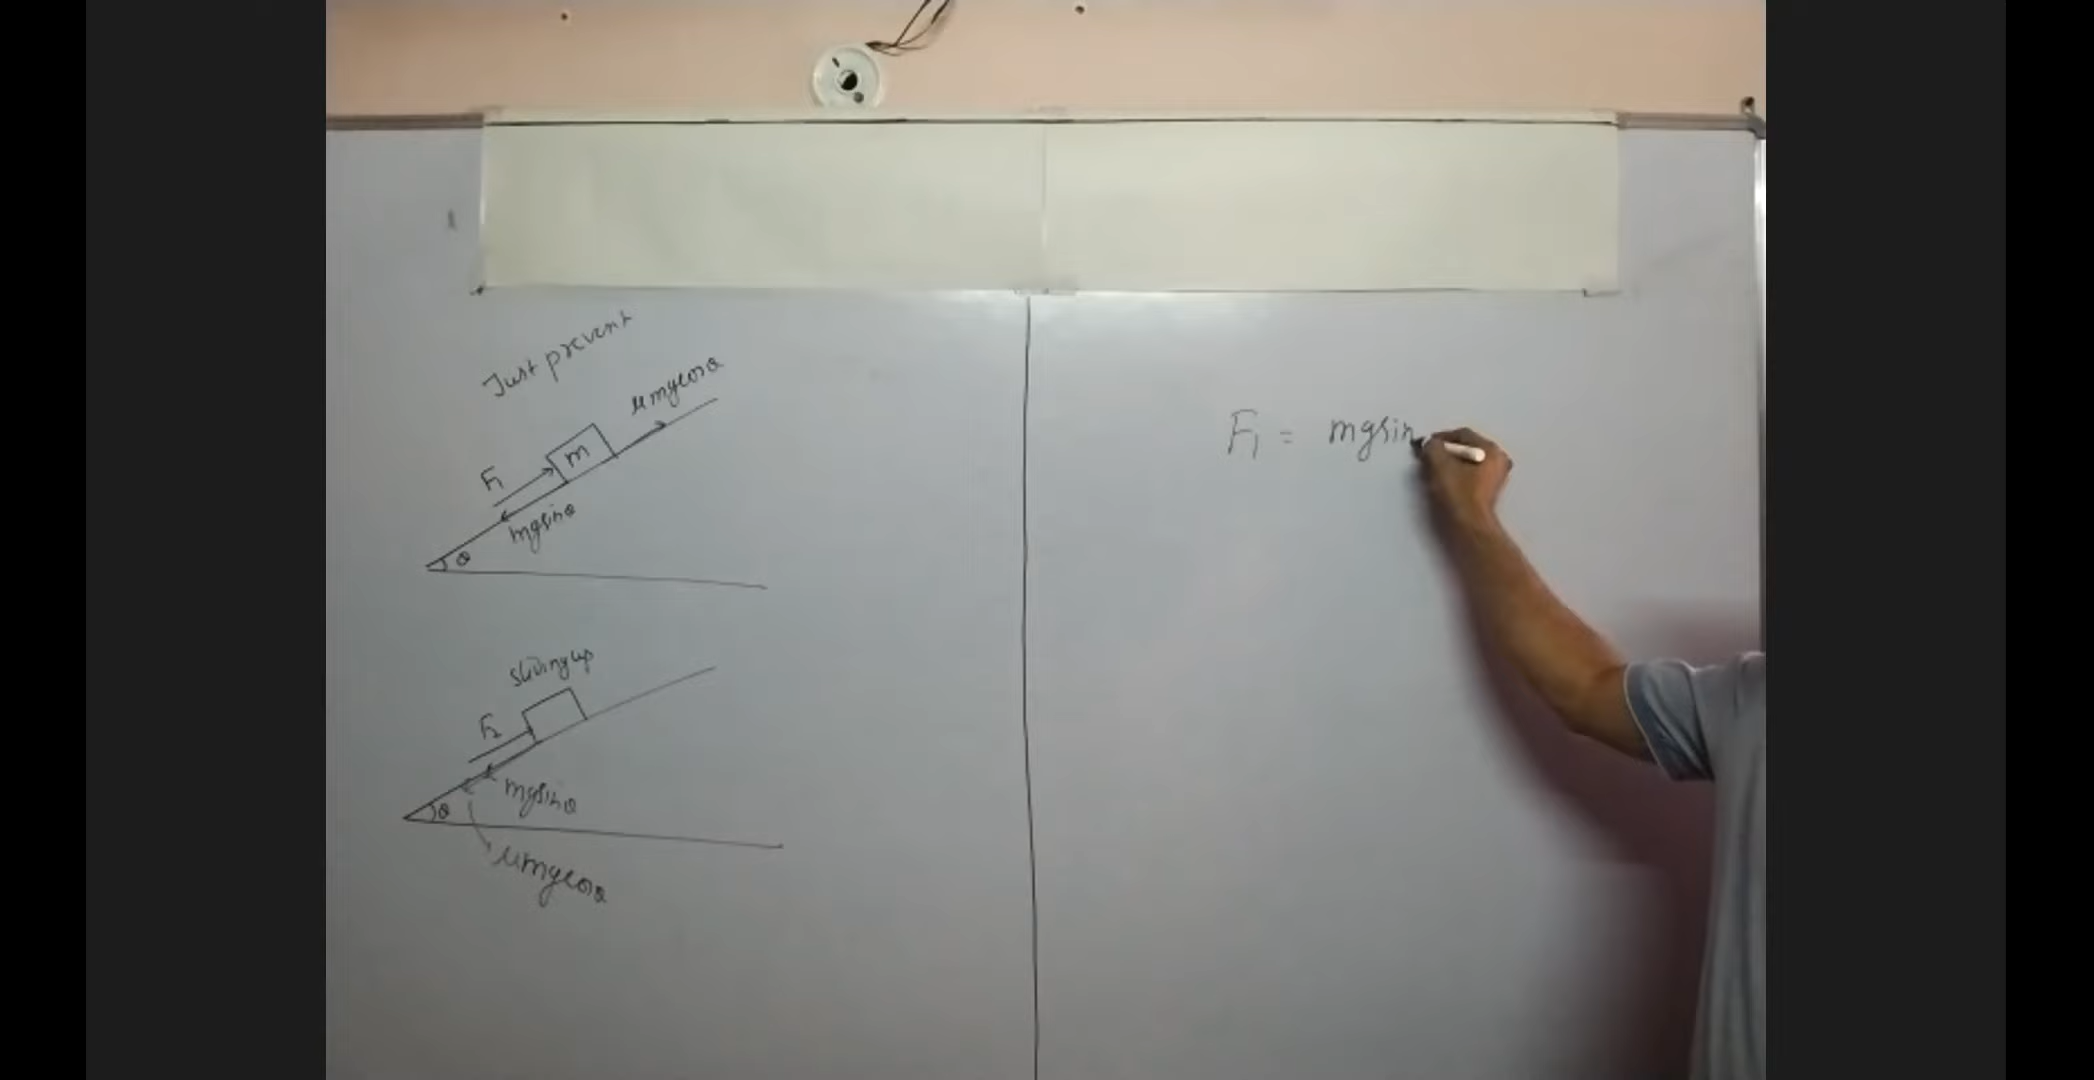 Just prevent
μmgcosθ
m
F₁
mgsinθ
θ
sliding up
F₂
mgsinθ
θ
μmgcosθ
F₁ = mgsin